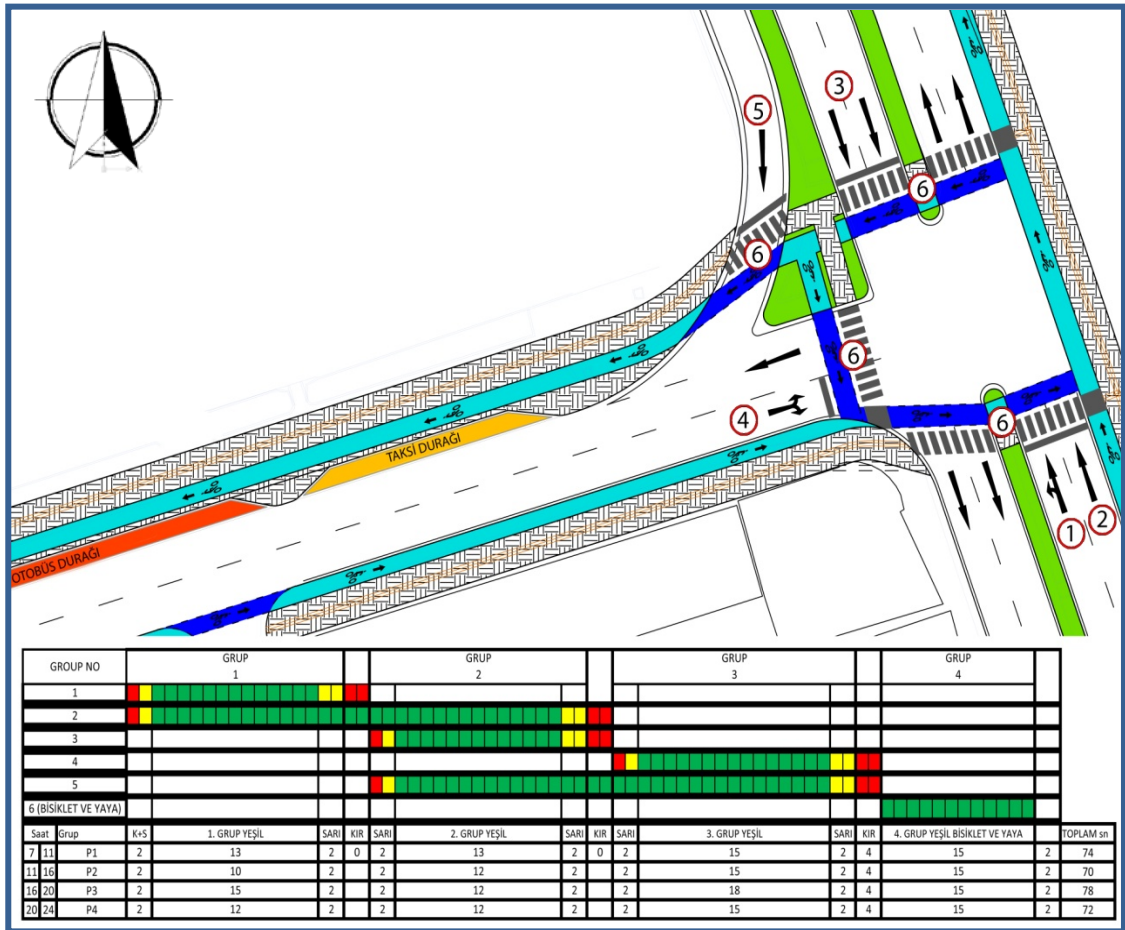 5
3
6
6
6
4
TAKSİ DURAĞI
6
1
2
OTOBÜS DURAĞI
GROUP NO GRUP 1 GRUP 2 GRUP 3 GRUP 4
1
2
3
4
5
6 (BİSİKLET VE YAYA)
Saat Grup K+S 1. GRUP YEŞİL SARI KIR SARI 2. GRUP YEŞİL SARI KIR SARI 3. GRUP YEŞİL SARI KIR 4. GRUP YEŞİL BİSİKLET VE YAYA TOPLAM sn
7 11 P1 2 13 2 0 2 13 2 0 2 15 2 4 15 2 74
11 16 P2 2 10 2 2 12 2 2 15 2 4 15 2 70
16 20 P3 2 15 2 2 12 2 2 18 2 4 15 2 78
20 24 P4 2 12 2 2 12 2 2 15 2 4 15 2 72